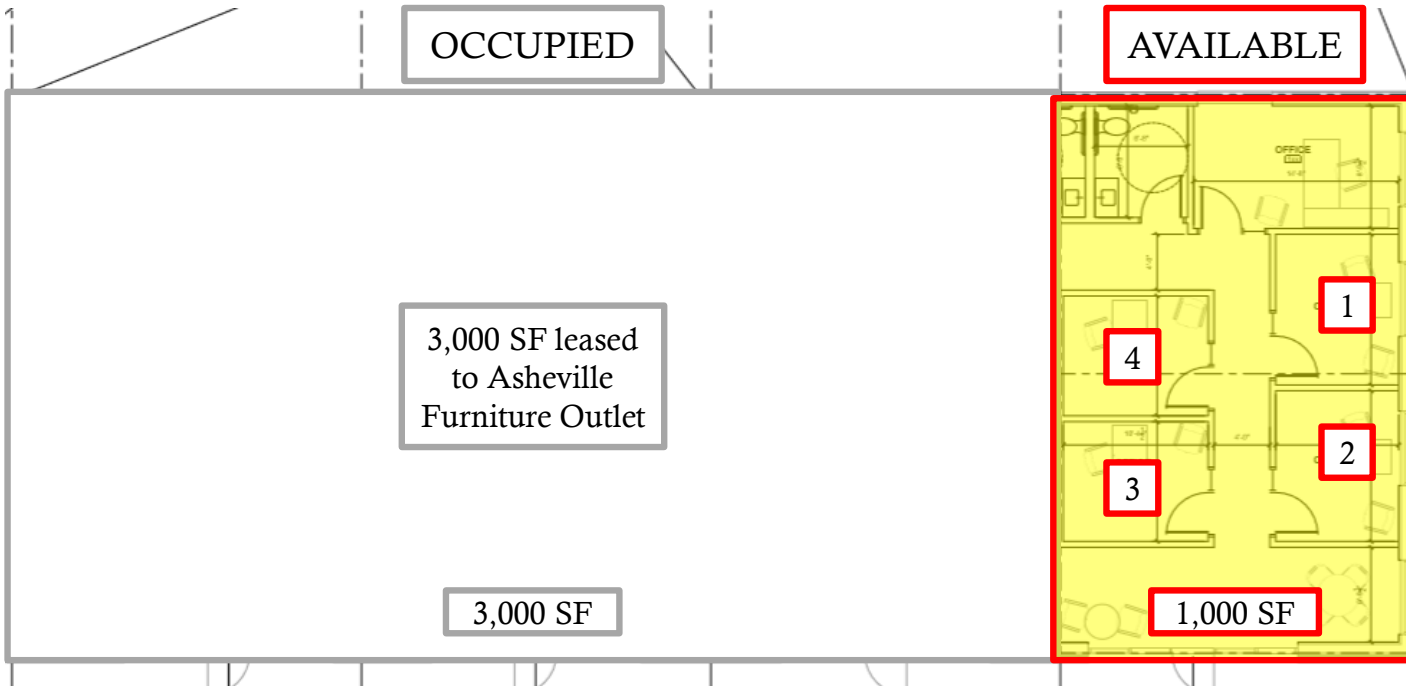 OCCUPIED
AVAILABLE
OFFICE
1
3,000 SF leased
to Asheville
Furniture Outlet
4
2
3
3,000 SF
1,000 SF